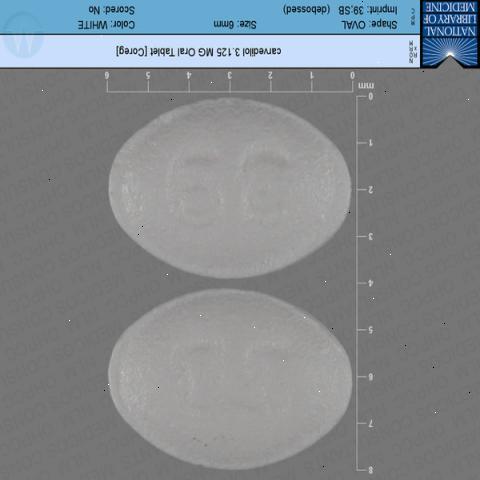 8
7
6
5
4
3
2
1
0
mm
0 1 2 3 4 5 6
carvedilol 3.125 MG Oral Tablet [coreg]
NATIONAL
LIBRARY OF
MEDICINE
Shape: OVAL Size: 6mm Color: WHITE
Imprint: 39;SB (debossed) Scored: No